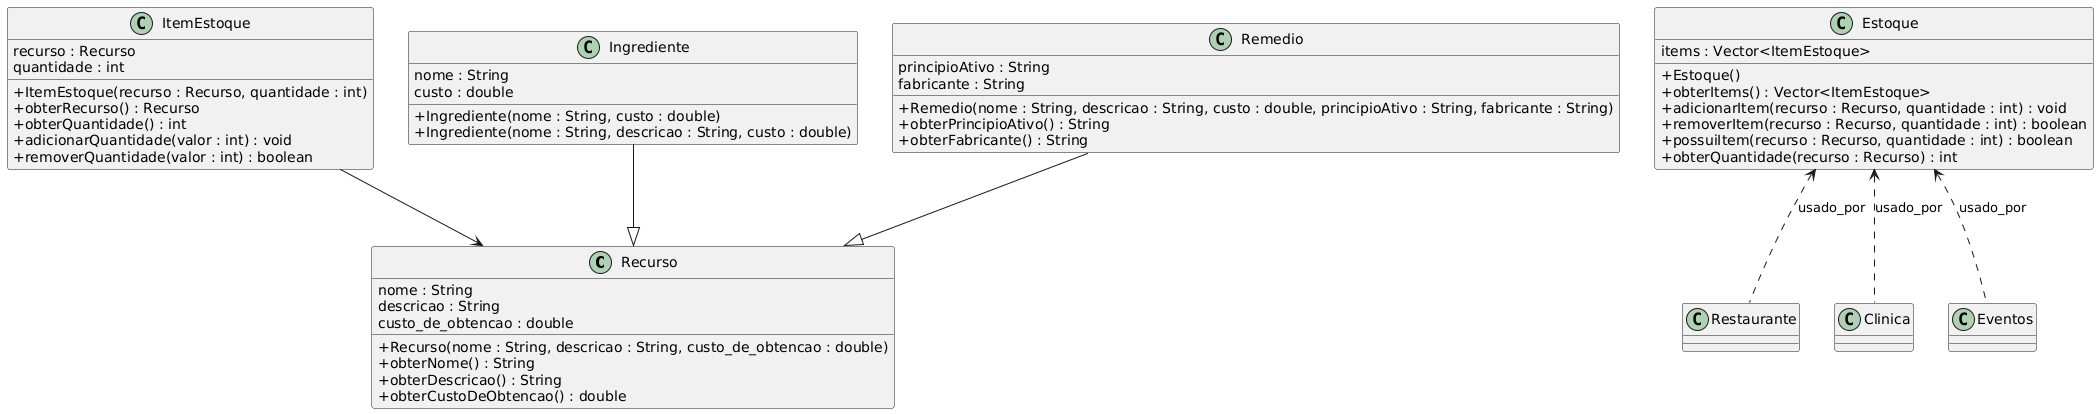 C ItemEstoque
recurso : Recurso
quantidade : int
+ItemEstoque(recurso : Recurso, quantidade : int)
+obterRecurso() : Recurso
+obterQuantidade() : int
+adicionarQuantidade(valor : int) : void
+removerQuantidade(valor : int) : boolean
C Ingrediente
nome : String
custo : double
+Ingrediente(nome : String, custo : double)
+Ingrediente(nome : String, descricao : String, custo : double)
C Remedio
principioAtivo : String
fabricante : String
+Remedio(nome : String, descricao : String, custo : double, principioAtivo : String, fabricante : String)
+obterPrincipioAtivo() : String
+obterFabricante() : String
C Estoque
items : Vector<ItemEstoque>
+Estoque()
+obterItems() : Vector<ItemEstoque>
+adicionarItem(recurso : Recurso, quantidade : int) : void
+removerItem(recurso : Recurso, quantidade : int) : boolean
+possuiItem(recurso : Recurso, quantidade : int) : boolean
+obterQuantidade(recurso : Recurso) : int
usado_por
usado_por
usado_por
C Recurso
nome : String
descricao : String
custo_de_obtencao : double
+Recurso(nome : String, descricao : String, custo_de_obtencao : double)
+obterNome() : String
+obterDescricao() : String
+obterCustoDeObtencao() : double
C Restaurante
C Clinica
C Eventos